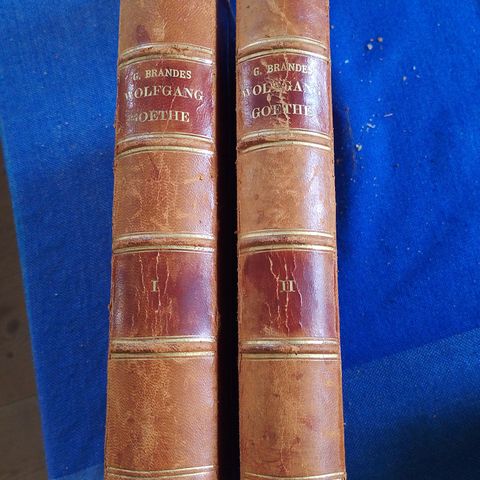 G. BRANDES
WOLFGANG
GOETHE
I
G. BRANDES
WOLFGANG
GOETHE
II